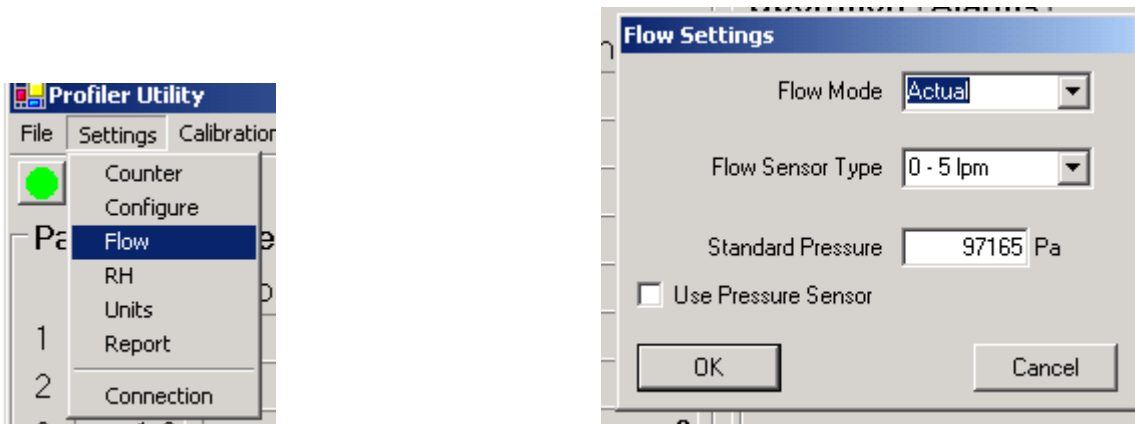 Profiler Utility
File Settings Calibration
Counter
Configure
Flow
RH
Units
Report
Connection
1
2
Flow Settings
Flow Mode Actual
Flow Sensor Type 0 - 5 lpm
Standard Pressure 97165 Pa
Use Pressure Sensor
OK Cancel